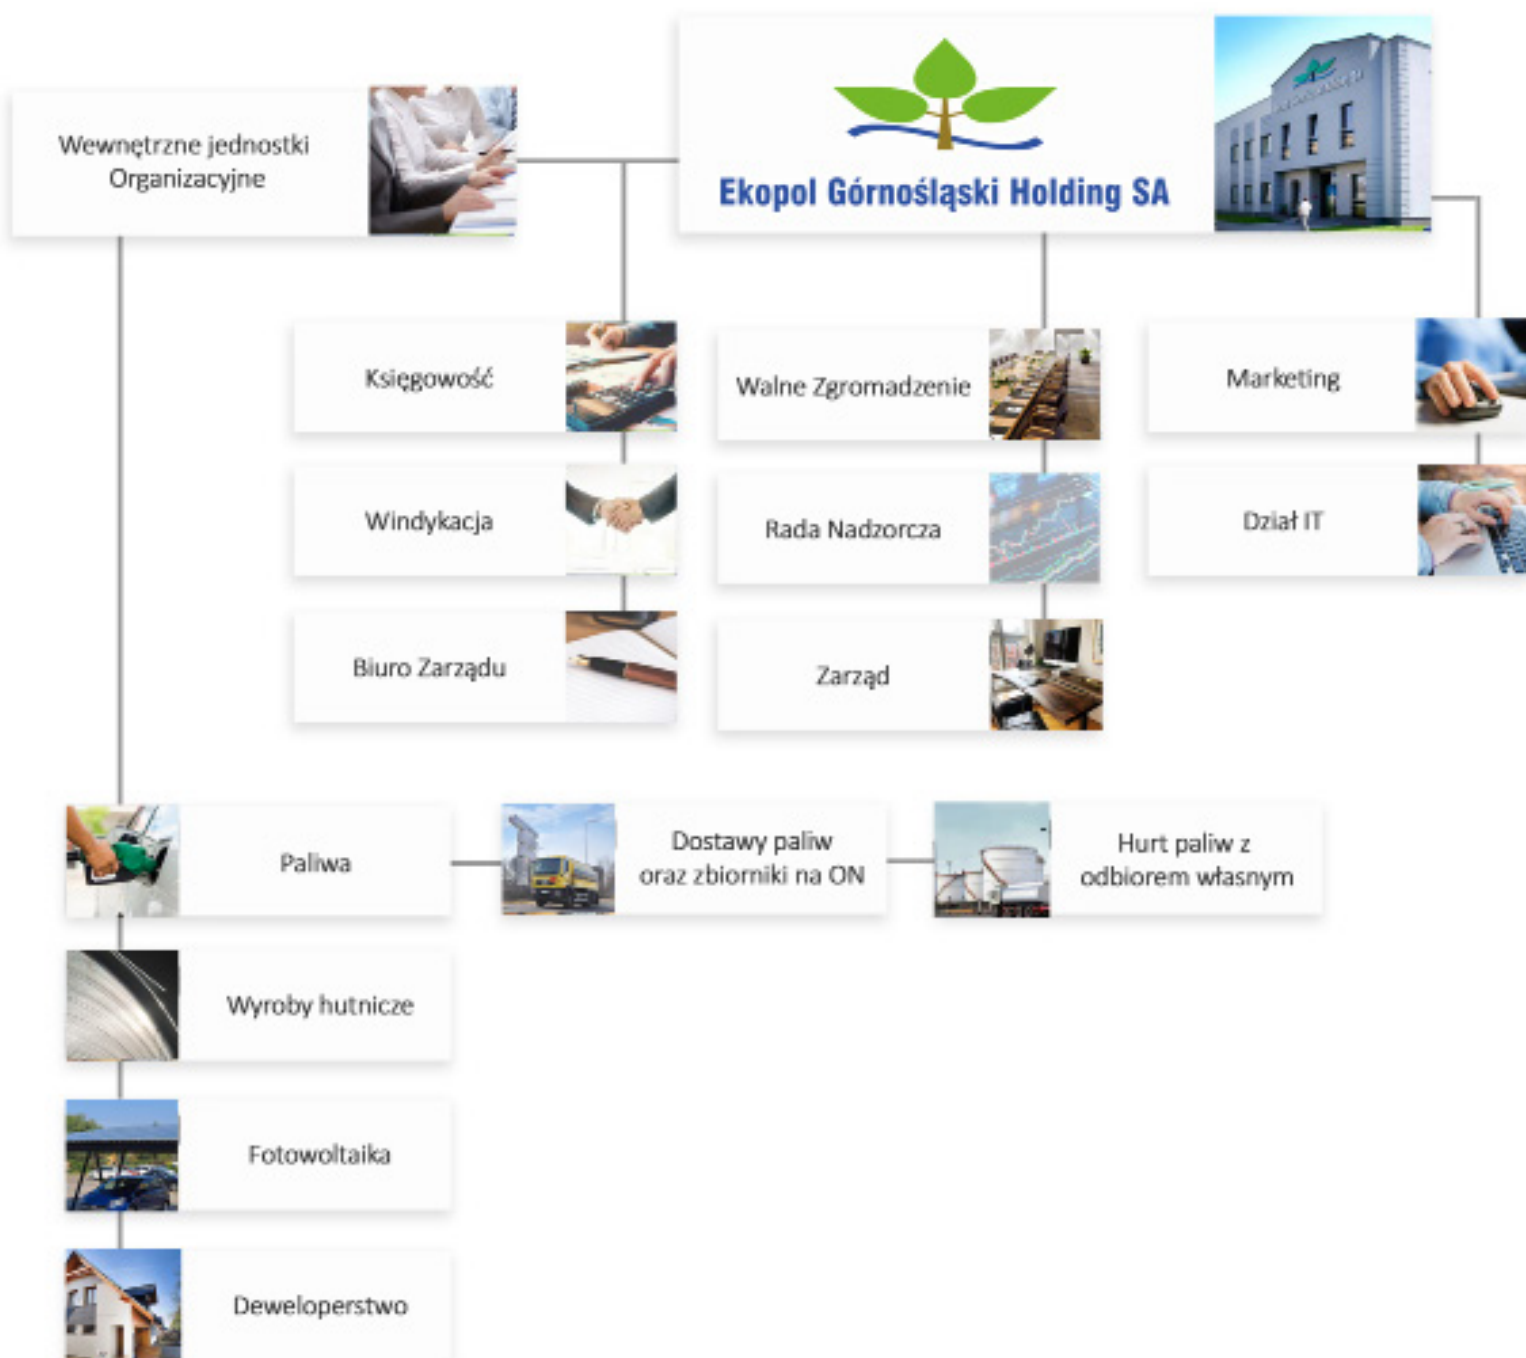 Wewnętrzne jednostki
Organizacyjne
Ekopol Górnośląski Holding SA
Księgowość
Walne Zgromadzenie
Marketing
Windykacja
Rada Nadzorcza
Dział IT
Biuro Zarządu
Zarząd
Paliwa
Dostawy paliw
oraz zbiorniki na ON
Hurt paliw z
odbiorem własnym
Wyroby hutnicze
Fotowoltaika
Deweloperstwo